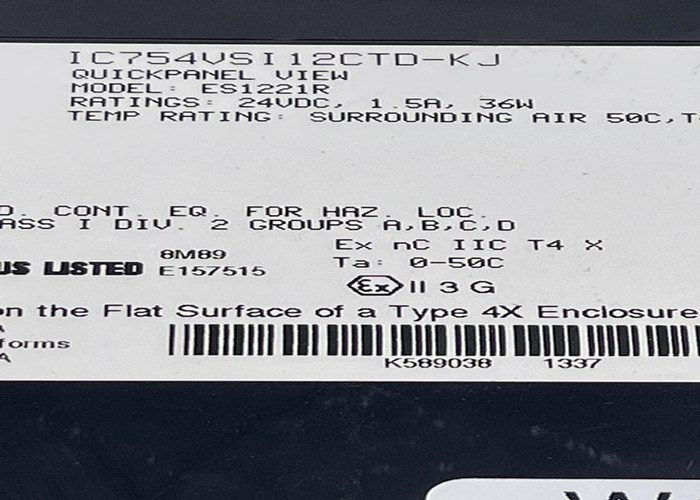 IC754VSI12CTD-KJ
QUICKPANEL VIEW
MODEL: ES1221R
RATINGS: 24VDC, 1.5A, 36W
TEMP RATING: SURROUNDING AIR 50C, T
D. CONT. EQ. FOR HAZ. LOC.
ASS I DIV. 2 GROUPS A,B,C,D
Ex nC IIC T4 X
8M89
US LISTED E157515
Ta: 0-50C
Ex II 3 G
on the Flat Surface of a Type 4X Enclosure
A
forms
A
K589038 1337